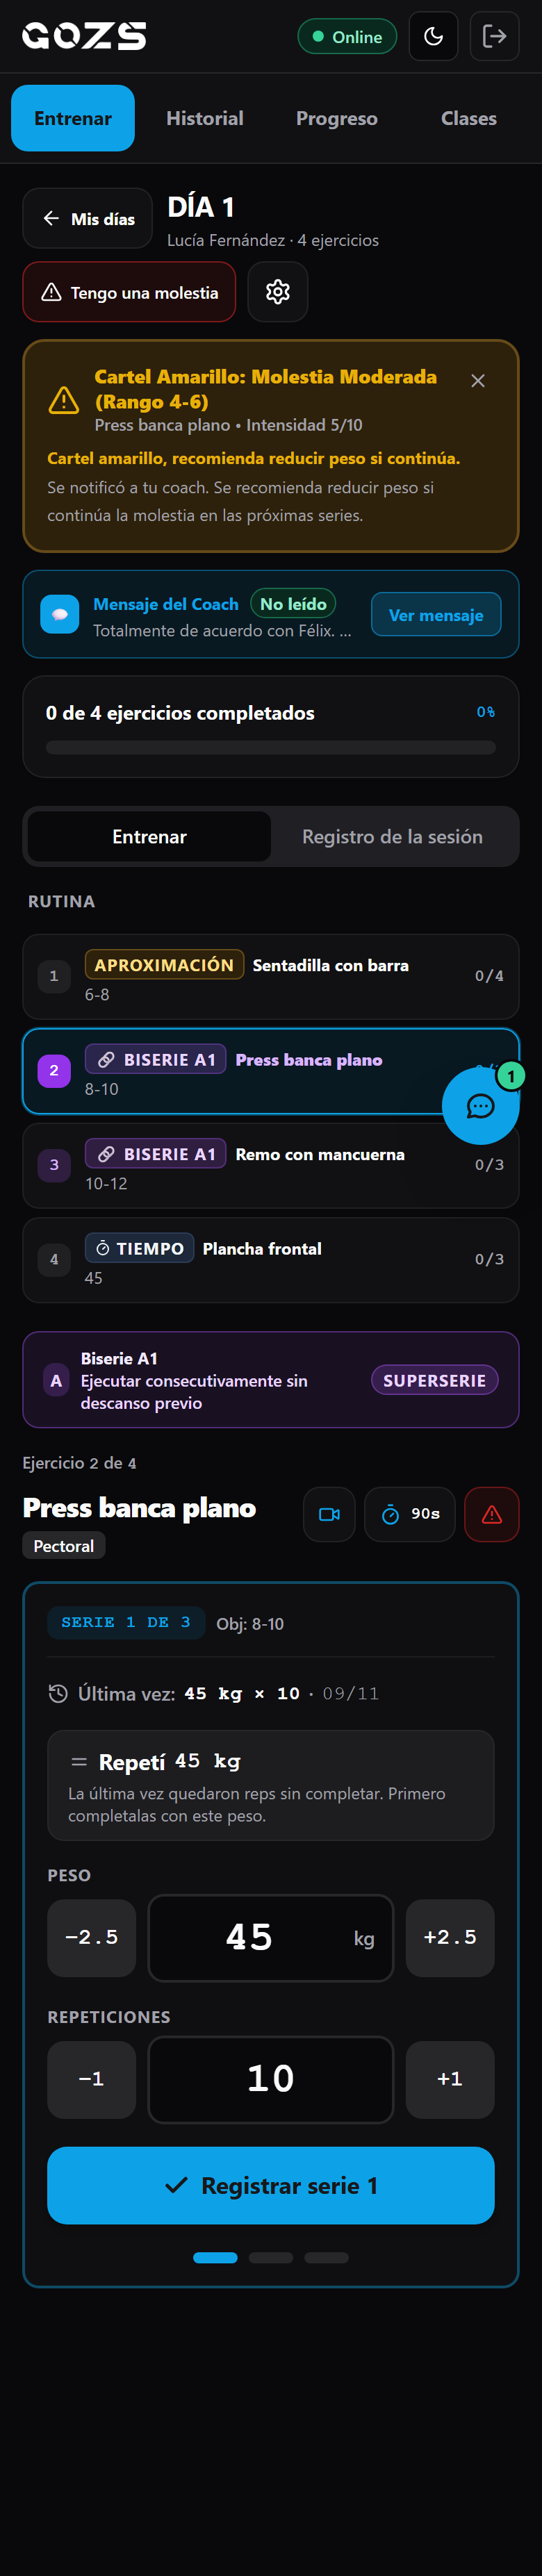 GOZS
Online
Entrenar
Historial
Progreso
Clases
Mis días
DÍA 1
Lucía Fernández · 4 ejercicios
Tengo una molestia
Cartel Amarillo: Molestia Moderada
(Rango 4-6)
Press banca plano • Intensidad 5/10
Cartel amarillo, recomienda reducir peso si continúa.
Se notificó a tu coach. Se recomienda reducir peso si
continúa la molestia en las próximas series.
Mensaje del Coach
No leído
Totalmente de acuerdo con Félix. ...
Ver mensaje
0 de 4 ejercicios completados
0%
Entrenar
Registro de la sesión
RUTINA
1
APROXIMACIÓN Sentadilla con barra
6-8
0/4
2
BISERIE A1 Press banca plano
8-10
1
3
BISERIE A1 Remo con mancuerna
10-12
0/3
4
TIEMPO Plancha frontal
45
0/3
A
Biserie A1
Ejecutar consecutivamente sin
descanso previo
SUPERSERIE
Ejercicio 2 de 4
Press banca plano
90s
Pectoral
SERIE 1 DE 3
Obj: 8-10
Última vez: 45 kg × 10 · 09/11
= Repetí 45 kg
La última vez quedaron reps sin completar. Primero
completalas con este peso.
PESO
−2.5
45
kg
+2.5
REPETICIONES
−1
10
+1
Registrar serie 1